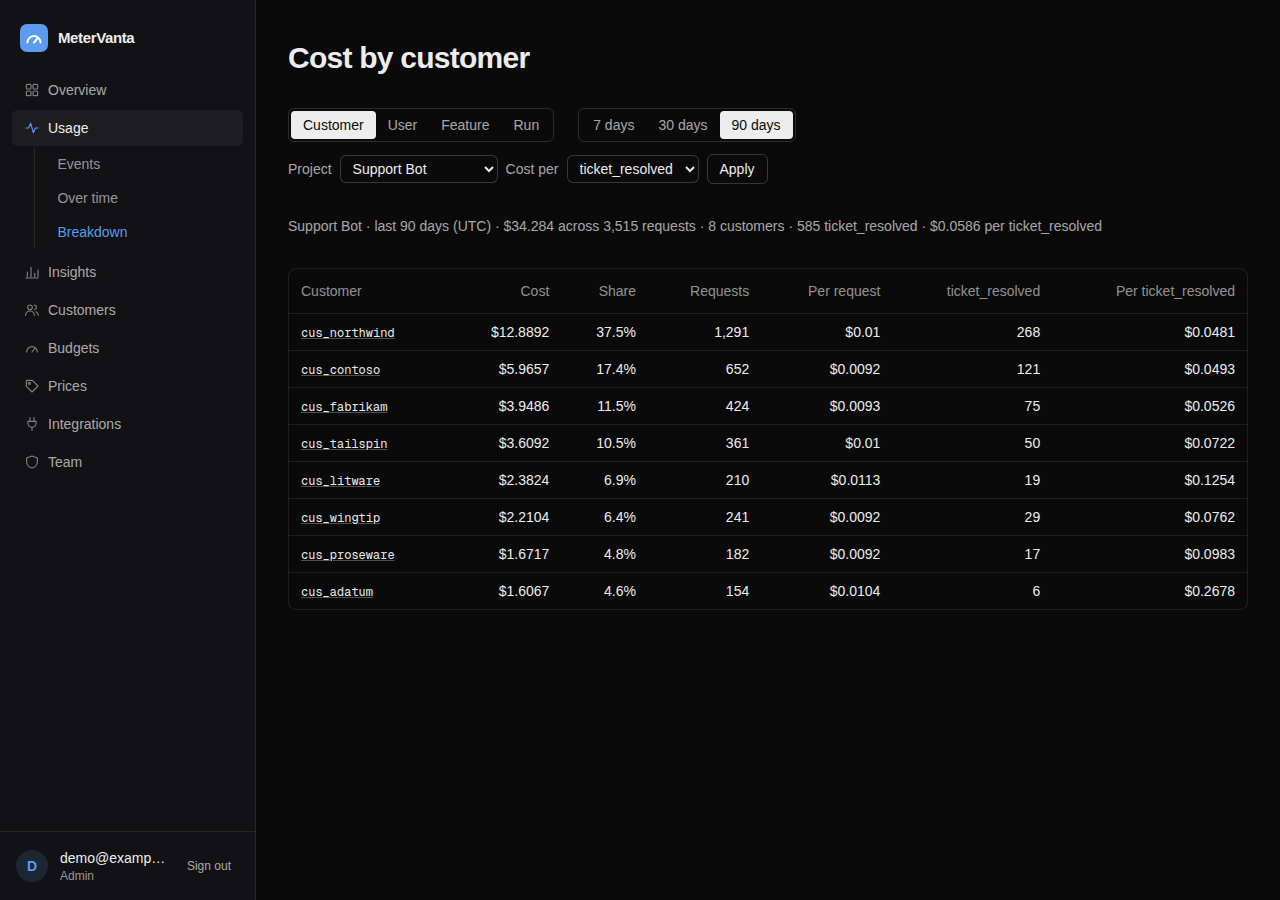 MeterVanta
Overview
Usage
Events
Over time
Breakdown
Insights
Customers
Budgets
Prices
Integrations
Team
D
demo@examp…
Admin
Sign out
Cost by customer
Customer User Feature Run 7 days 30 days 90 days
Project Support Bot Cost per ticket_resolved Apply
Support Bot · last 90 days (UTC) · $34.284 across 3,515 requests · 8 customers · 585 ticket_resolved · $0.0586 per ticket_resolved
Customer Cost Share Requests Per request ticket_resolved Per ticket_resolved
cus_northwind $12.8892 37.5% 1,291 $0.01 268 $0.0481
cus_contoso $5.9657 17.4% 652 $0.0092 121 $0.0493
cus_fabrikam $3.9486 11.5% 424 $0.0093 75 $0.0526
cus_tailspin $3.6092 10.5% 361 $0.01 50 $0.0722
cus_litware $2.3824 6.9% 210 $0.0113 19 $0.1254
cus_wingtip $2.2104 6.4% 241 $0.0092 29 $0.0762
cus_proseware $1.6717 4.8% 182 $0.0092 17 $0.0983
cus_adatum $1.6067 4.6% 154 $0.0104 6 $0.2678